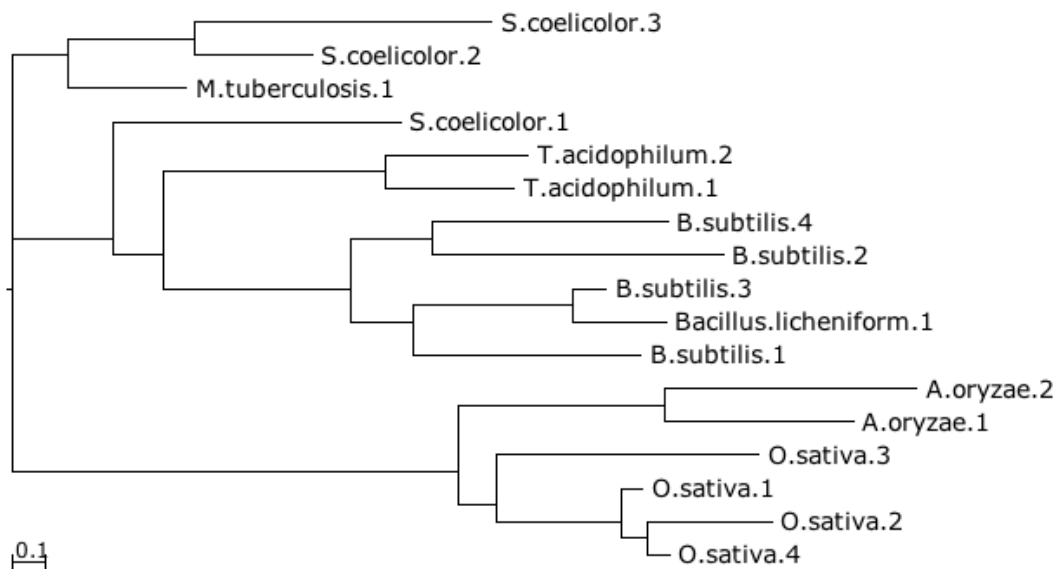 S.coelicolor.3
S.coelicolor.2
M.tuberculosis.1
S.coelicolor.1
T.acidophilum.2
T.acidophilum.1
B.subtilis.4
B.subtilis.2
B.subtilis.3
Bacillus.licheniform.1
B.subtilis.1
A.oryzae.2
A.oryzae.1
O.sativa.3
O.sativa.1
O.sativa.2
O.sativa.4
0.1